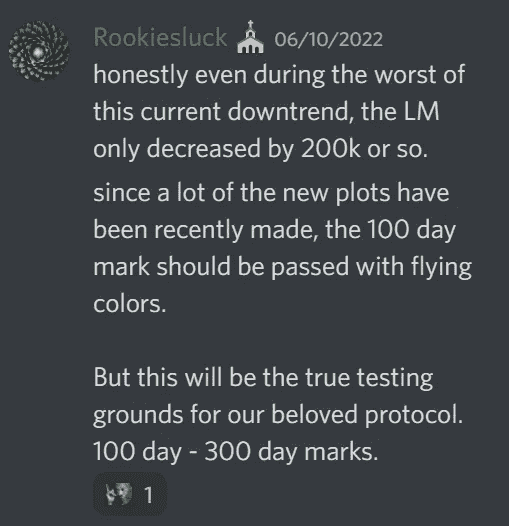 Rookiesluck 06/10/2022
honestly even during the worst of
this current downtrend, the LM
only decreased by 200k or so.
since a lot of the new plots have
been recently made, the 100 day
mark should be passed with flying
colors.
But this will be the true testing
grounds for our beloved protocol.
100 day - 300 day marks.
1